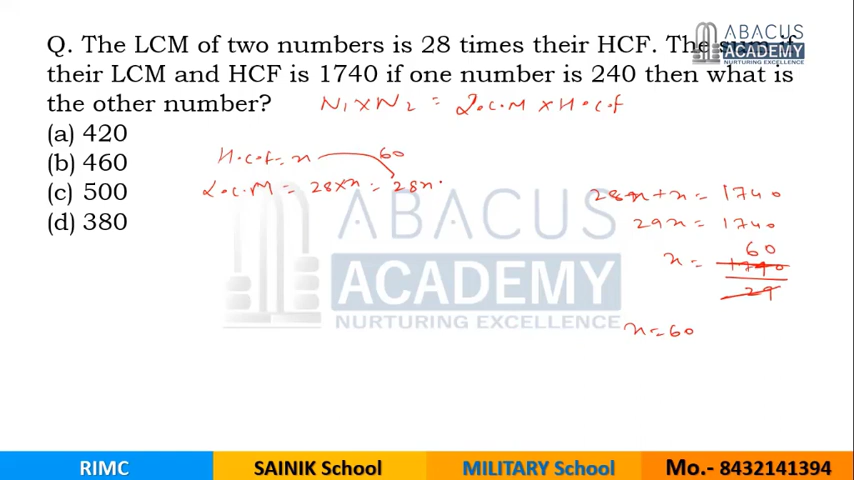 Q. The LCM of two numbers is 28 times their HCF. The sum if
their LCM and HCF is 1740 if one number is 240 then what is
the other number? N1 x N2 = L.C.M x H.C.f
(a) 420
(b) 460
(c) 500
(d) 380
H.C.f = x 60
L.C.M = 28 x x = 28x
28x + x = 1740
29x = 1740
x = 60
1740
29
x = 60
ABACUS
ACADEMY
NURTURING EXCELLENCE
ABACUS
ACADEMY
NURTURING EXCELLENCE
RIMC SAINIK School MILITARY School Mo.- 8432141394